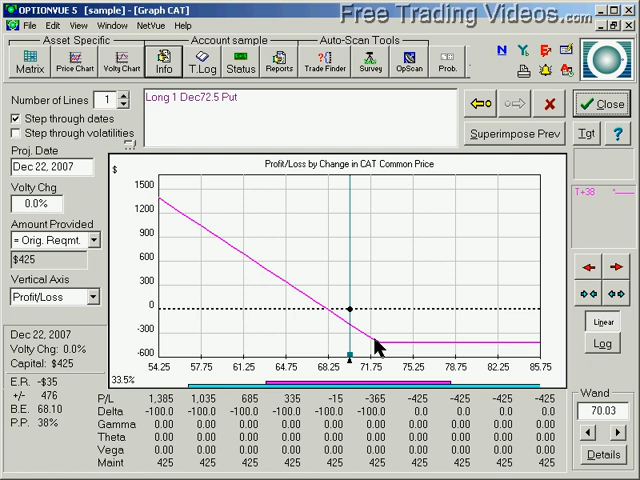 OPTIONVUE 5 [sample] - [Graph CAT]
Free Trading Videos.com
File Edit View Window NetVue Help
Asset Specific Account sample Auto-Scan Tools
Matrix Price Chart Volty Chart Info T.Log Status Reports Trade Finder Survey OpScan Prob.
N Y E
Number of Lines 1
Long 1 Dec72.5 Put
Close
Step through dates
Step through volatilities
Superimpose Prev
Tgt ?
Proj. Date
Dec 22, 2007
Volty Chg
0.0%
Amount Provided
= Orig. Reqmt.
$425
Vertical Axis
Profit/Loss
Profit/Loss by Change in CAT Common Price
$
1500
1200
900
600
300
0
-300
-600
54.25 57.75 61.25 64.75 68.25 71.75 75.25 78.75 82.25 85.75
33.5%
T+38
Linear
Log
Wand
70.03
Details
Dec 22, 2007
Volty Chg: 0.0%
Capital: $425
E.R. -$35
+/- 476
B.E. 68.10
P.P. 38%
P/L 1,385 1,035 685 335 -15 -365 -425 -425 -425 -425
Delta -100.0 -100.0 -100.0 -100.0 -100.0 -100.0 0.0 0.0 0.0 0.0
Gamma 0.00 0.00 0.00 0.00 0.00 0.00 0.00 0.00 0.00 0.00
Theta 0.00 0.00 0.00 0.00 0.00 0.00 0.00 0.00 0.00 0.00
Vega 0.00 0.00 0.00 0.00 0.00 0.00 0.00 0.00 0.00 0.00
Maint 425 425 425 425 425 425 425 425 425 425